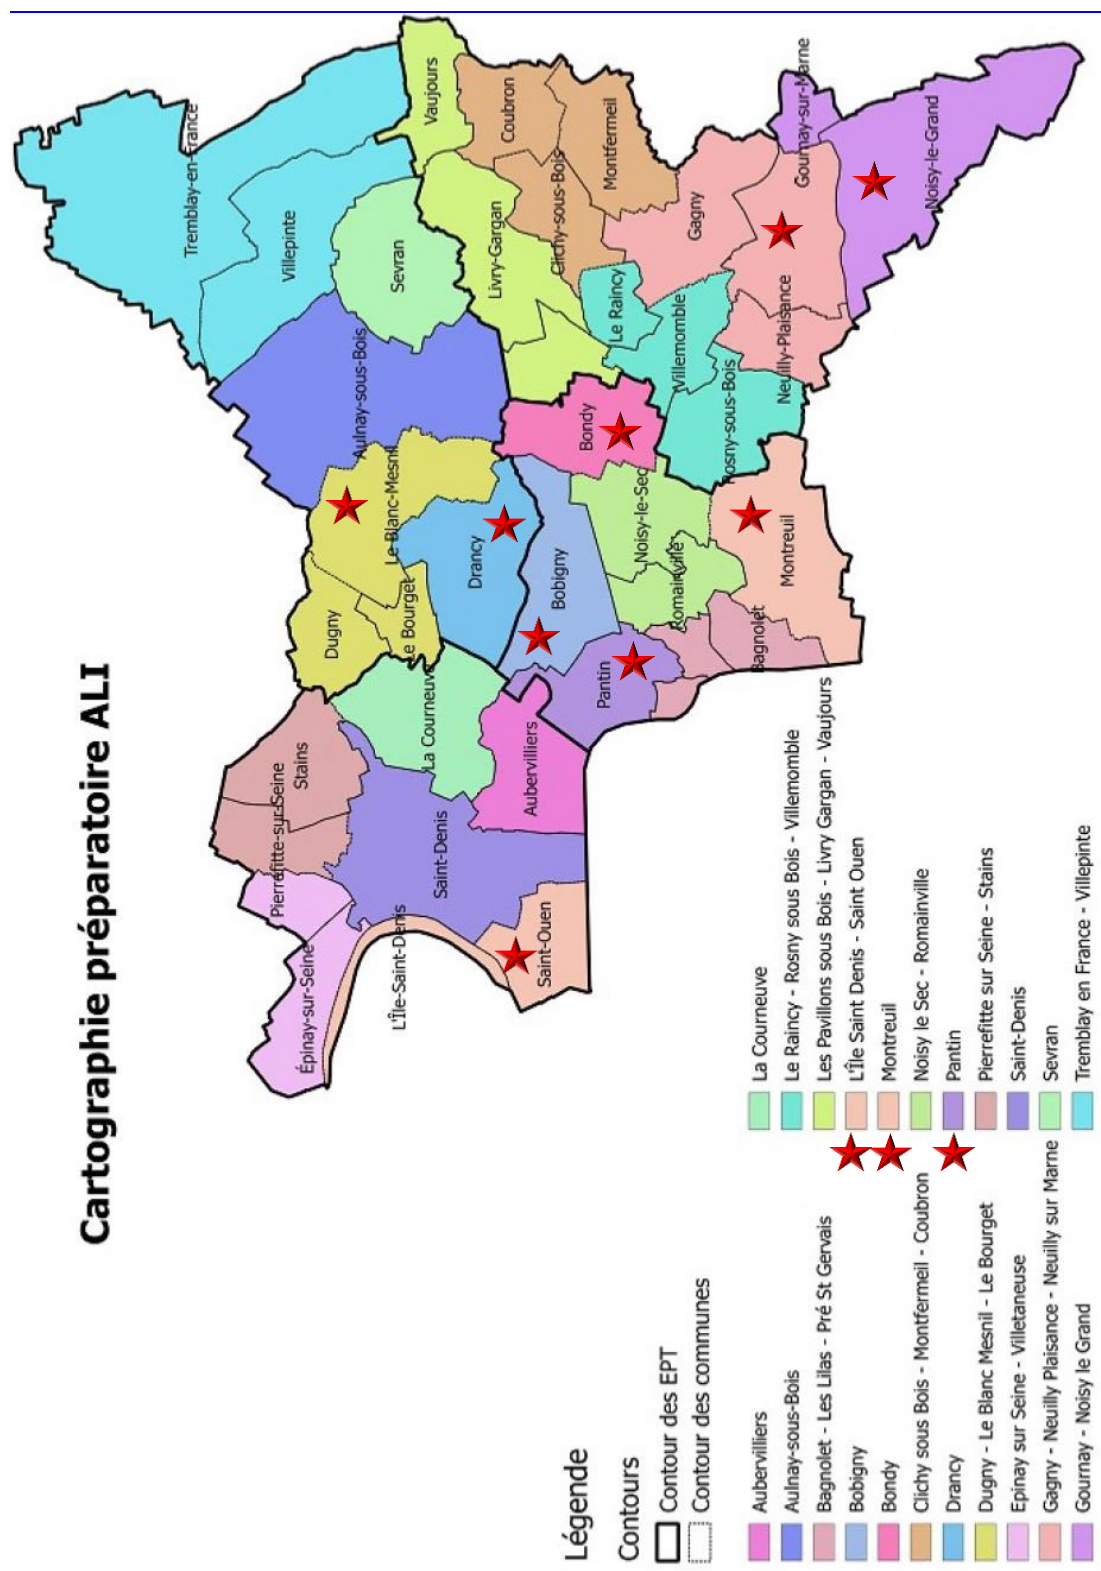 Cartographie préparatoire ALI
Tremblay-en-France
Villepinte
Sevran
Vaujours
Coubron
Clichy-sous-Bois
Montfermeil
Livry-Gargan
Gagny
Gournay-sur-Marne
Noisy-le-Grand
Le Raincy
Villemomble
Neuilly-Plaisance
Rosny-sous-Bois
Aulnay-sous-Bois
Bondy
Le Blanc-Mesnil
Drancy
Noisy-le-Sec
Romainville
Montreuil
Bobigny
Dugny
Le Bourget
Bagnolet
Pantin
La Courneuve
Aubervilliers
Stains
Pierrefitte-sur-Seine
Saint-Denis
Épinay-sur-Seine
L'Île-Saint-Denis
Saint-Ouen
Légende
Contours
Contour des EPT
Contour des communes
Aubervilliers
Aulnay-sous-Bois
Bagnolet - Les Lilas - Pré St Gervais
Bobigny
Bondy
Clichy sous Bois - Montfermeil - Coubron
Drancy
Dugny - Le Blanc Mesnil - Le Bourget
Epinay sur Seine - Villetaneuse
Gagny - Neuilly Plaisance - Neuilly sur Marne
Gournay - Noisy le Grand
La Courneuve
Le Raincy - Rosny sous Bois - Villemomble
Les Pavillons sous Bois - Livry Gargan - Vaujours
L'Île Saint Denis - Saint Ouen
Montreuil
Noisy le Sec - Romainville
Pantin
Pierrefitte sur Seine - Stains
Saint-Denis
Sevran
Tremblay en France - Villepinte